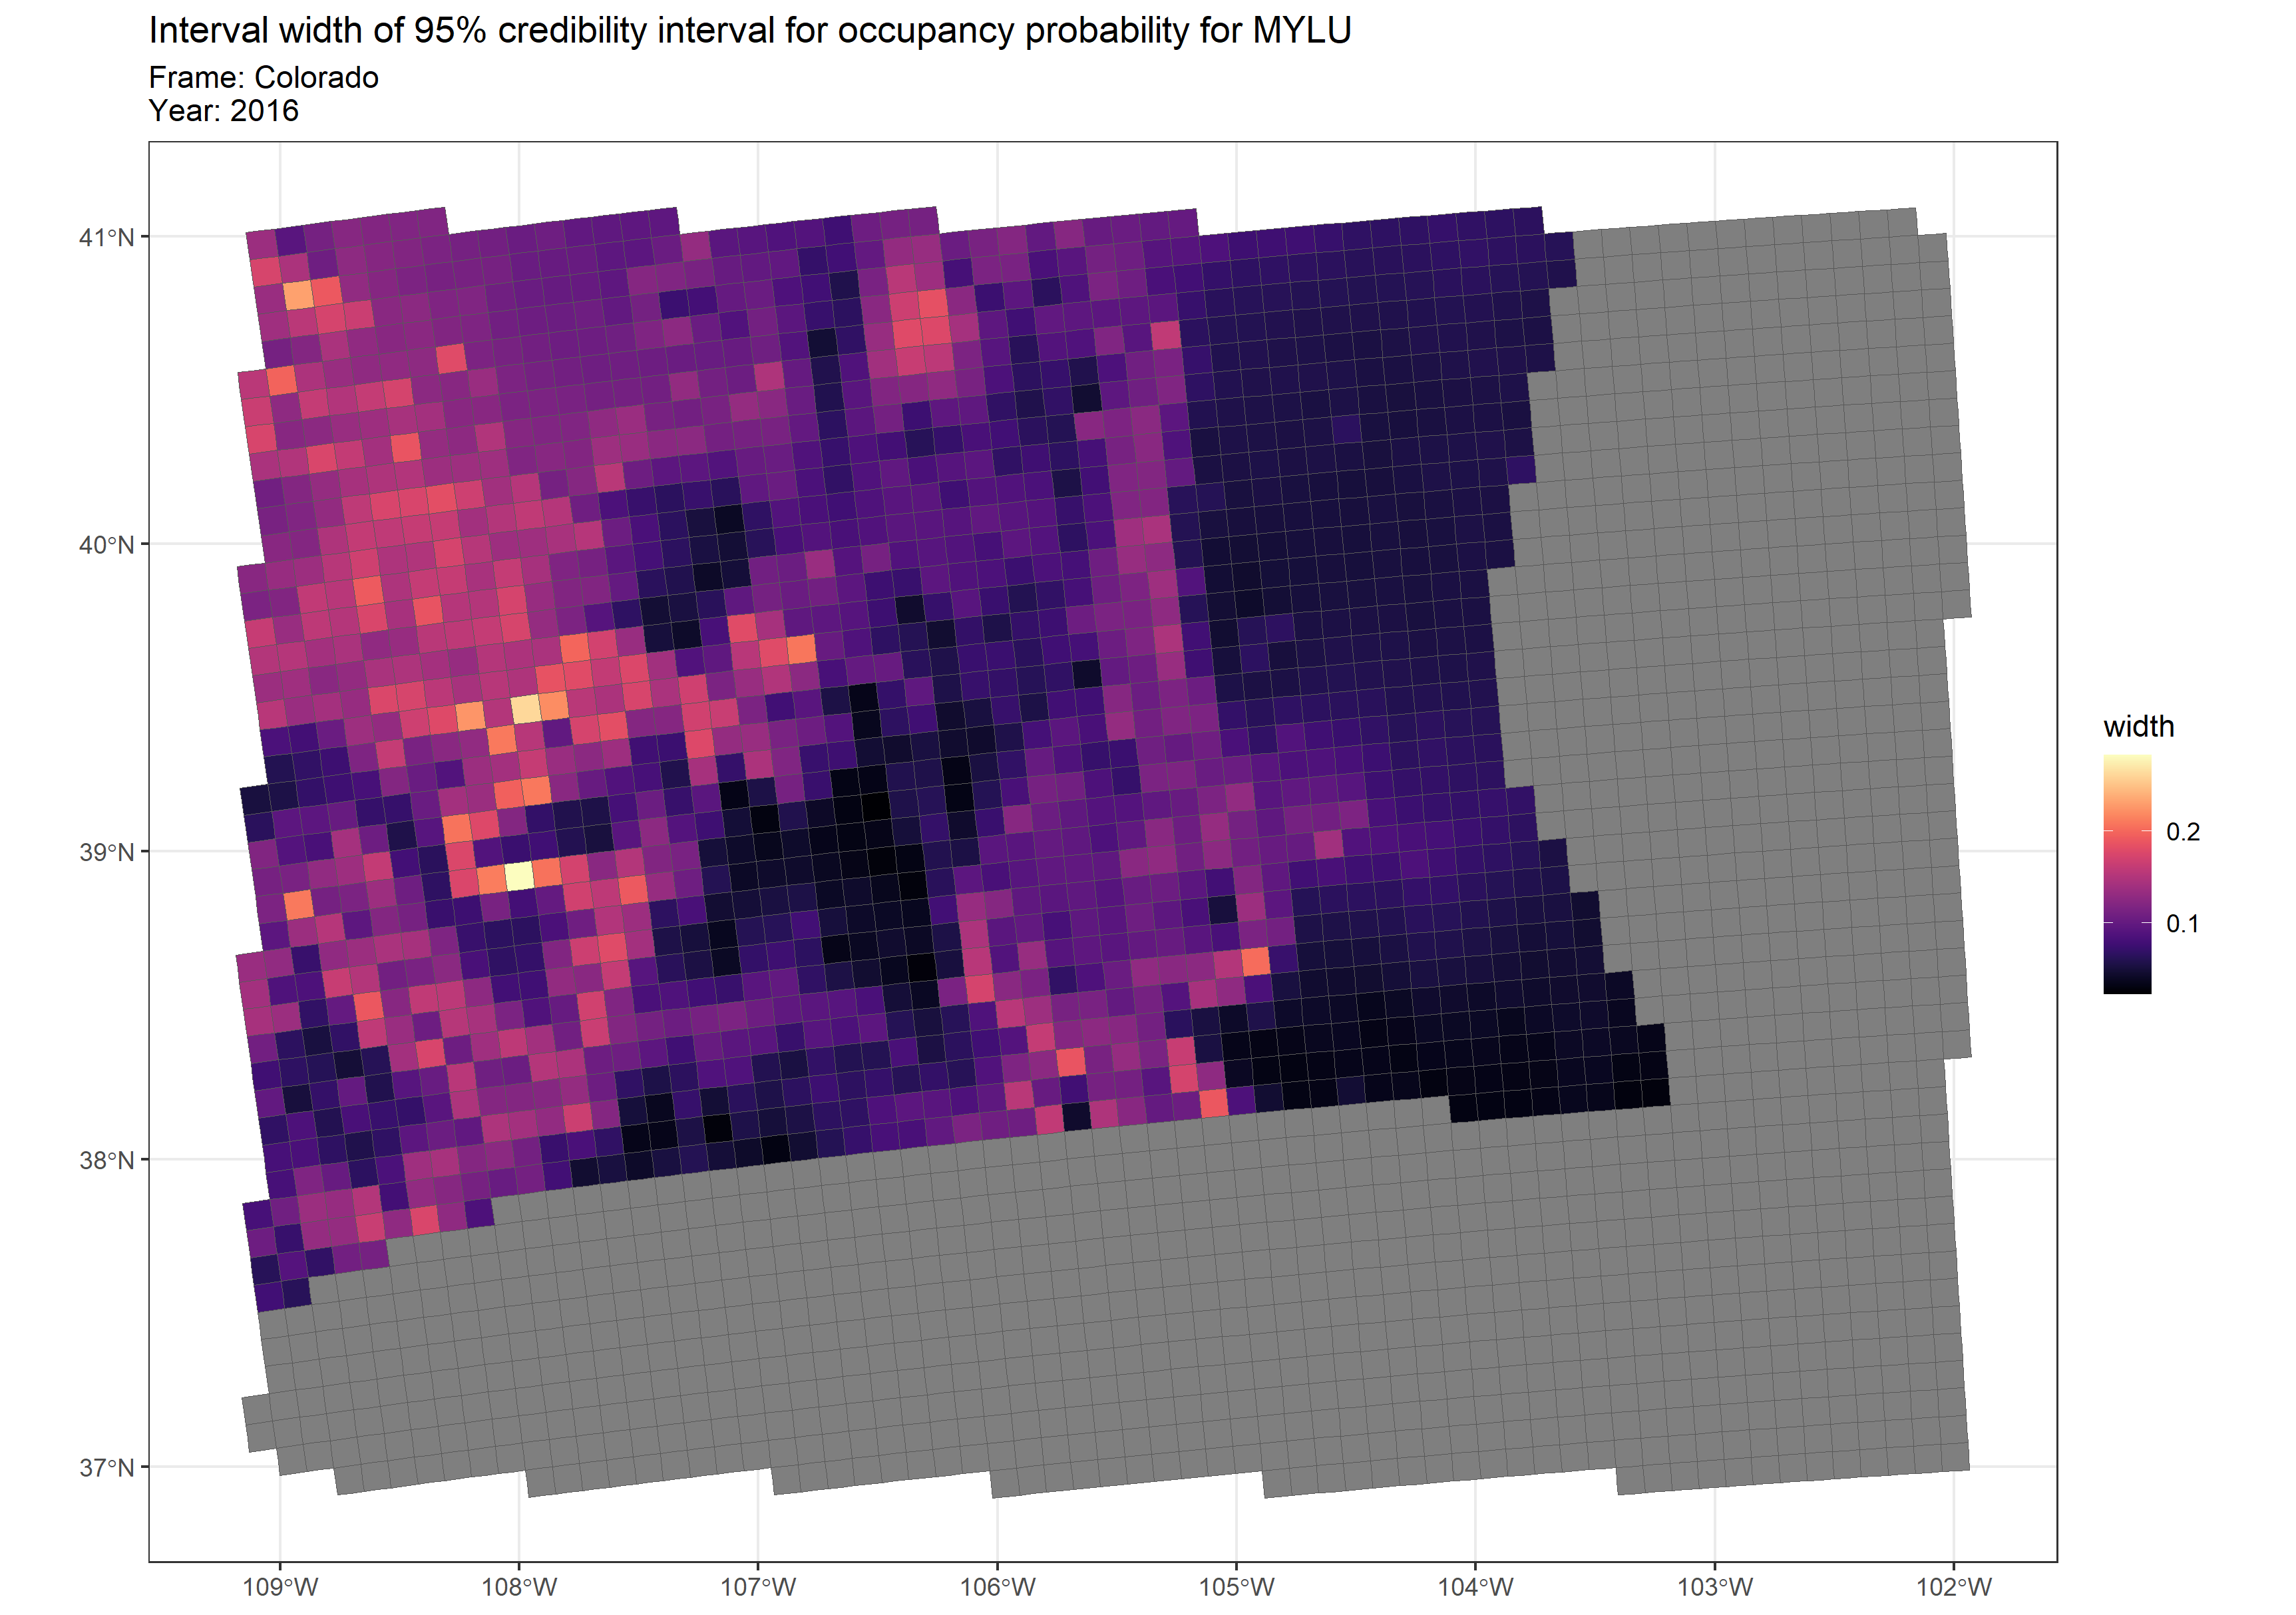 Interval width of 95% credibility interval for occupancy probability for MYLU
Frame: Colorado
Year: 2016
41°N
40°N
39°N
38°N
37°N
109°W
108°W
107°W
106°W
105°W
104°W
103°W
102°W
width
0.2
0.1